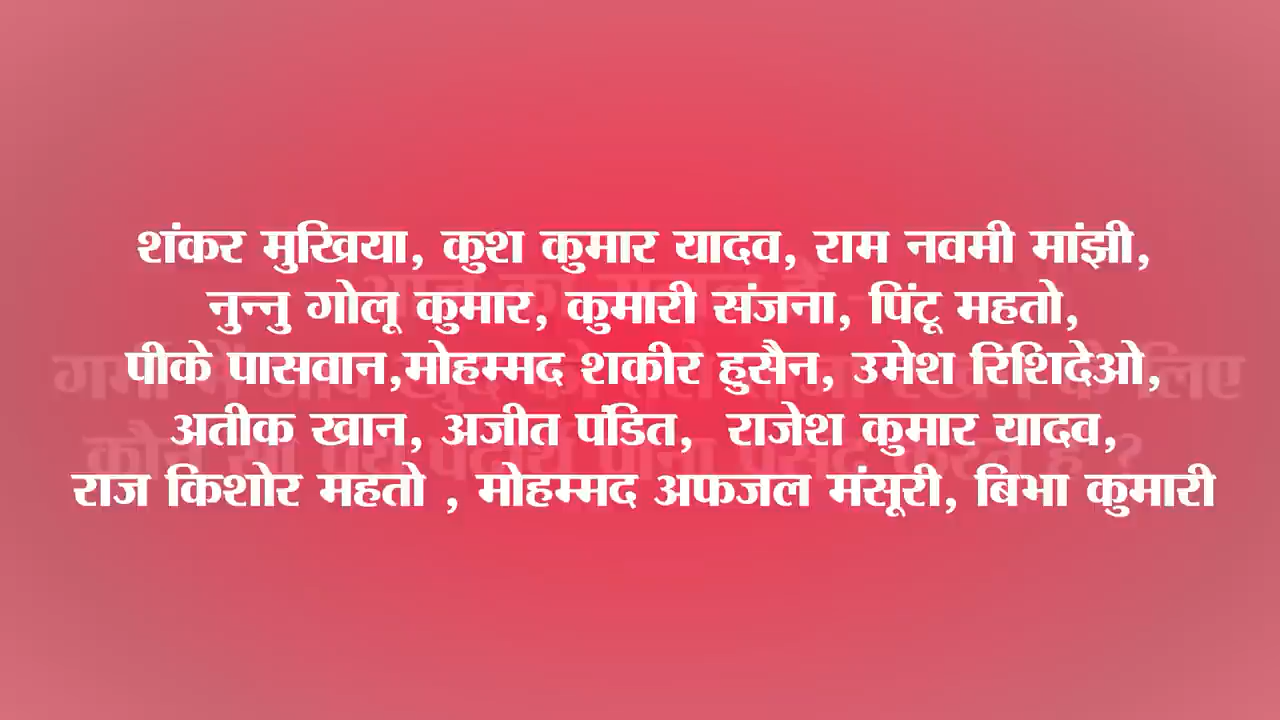 शंकर मुखिया, कुश कुमार यादव, राम नवमी मांझी,
नुन्नु गोलू कुमार, कुमारी संजना, पिंटू महतो,
पीके पासवान,मोहम्मद शकीर हुसैन, उमेश रिशिदेओ,
अतीक खान, अजीत पंडित, राजेश कुमार यादव,
राज किशोर महतो , मोहम्मद अफजल मंसूरी, बिभा कुमारी